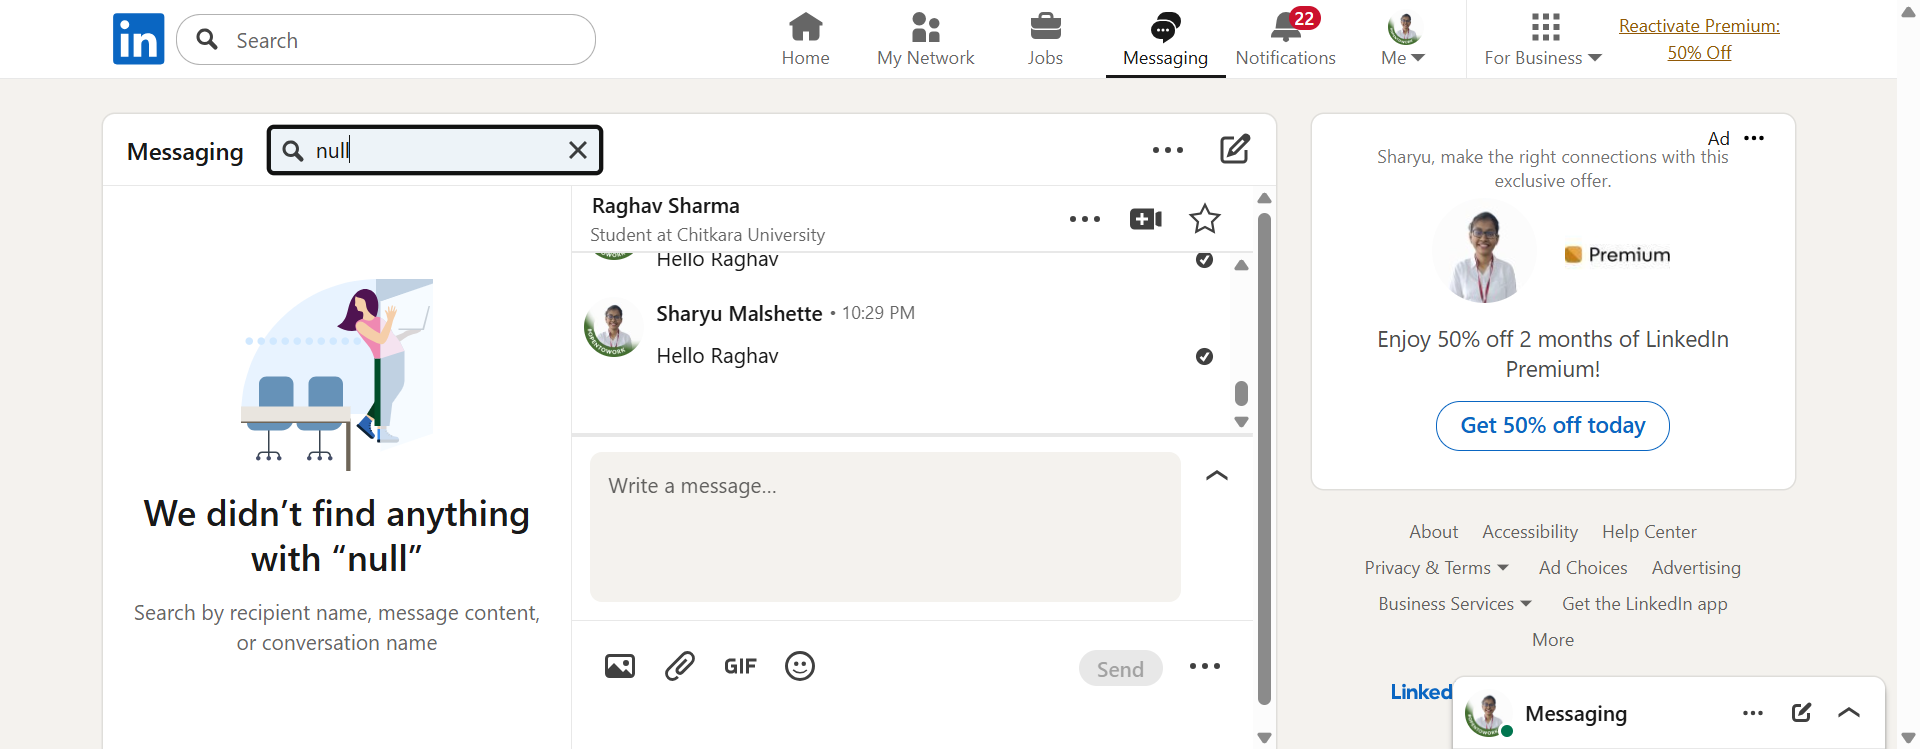 in
Search
Home
My Network
Jobs
Messaging
22
Notifications
Me
For Business
Reactivate Premium:
50% Off
Messaging
null
We didn’t find anything
with “null”
Search by recipient name, message content,
or conversation name
Raghav Sharma
Student at Chitkara University
Hello Raghav
Sharyu Malshette • 10:29 PM
Hello Raghav
Write a message...
GIF
Send
Ad
Sharyu, make the right connections with this
exclusive offer.
Premium
Enjoy 50% off 2 months of LinkedIn
Premium!
Get 50% off today
About Accessibility Help Center
Privacy & Terms Ad Choices Advertising
Business Services Get the LinkedIn app
More
Linked
Messaging